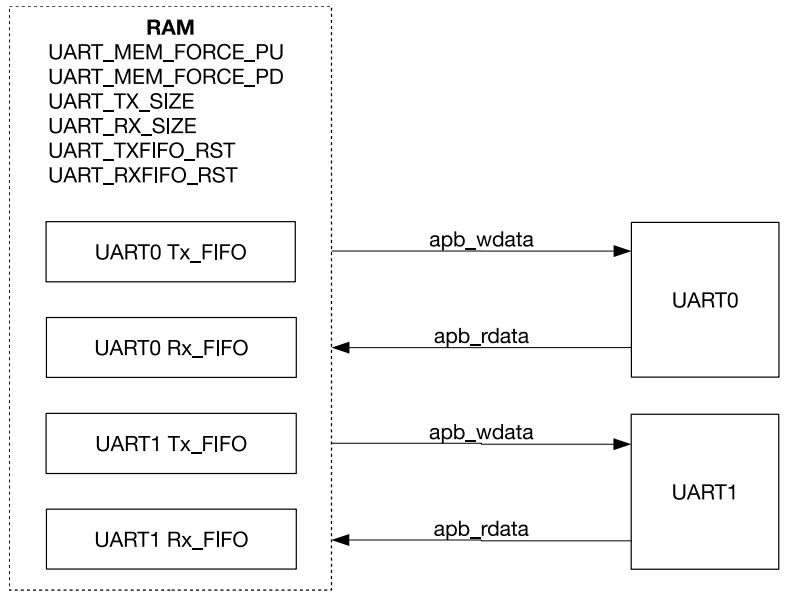 RAM
UART_MEM_FORCE_PU
UART_MEM_FORCE_PD
UART_TX_SIZE
UART_RX_SIZE
UART_TXFIFO_RST
UART_RXFIFO_RST
UART0 Tx_FIFO
apb_wdata
UART0
UART0 Rx_FIFO
apb_rdata
UART1 Tx_FIFO
apb_wdata
UART1
UART1 Rx_FIFO
apb_rdata